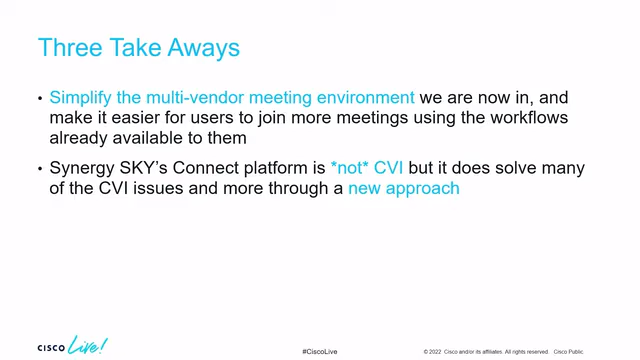 Three Take Aways
• Simplify the multi-vendor meeting environment we are now in, and
make it easier for users to join more meetings using the workflows
already available to them
• Synergy SKY's Connect platform is *not* CVI but it does solve many
of the CVI issues and more through a new approach
CISCO Live!
#CiscoLive
© 2022 Cisco and/or its affiliates. All rights reserved. Cisco Public